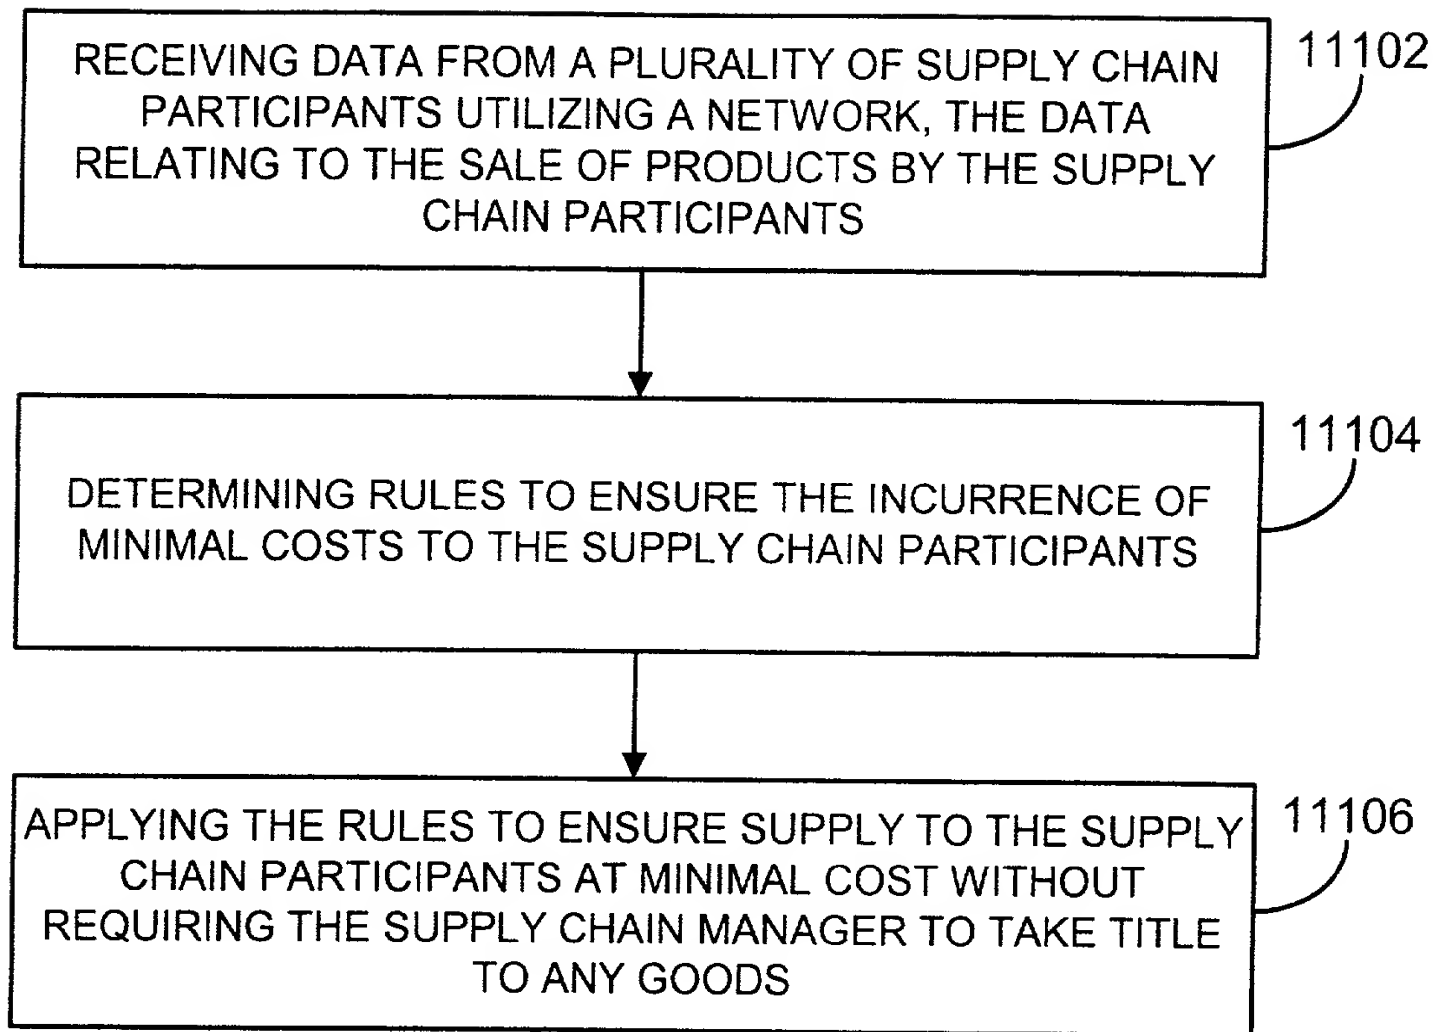 RECEIVING DATA FROM A PLURALITY OF SUPPLY CHAIN
PARTICIPANTS UTILIZING A NETWORK, THE DATA
RELATING TO THE SALE OF PRODUCTS BY THE SUPPLY
CHAIN PARTICIPANTS
11102
DETERMINING RULES TO ENSURE THE INCURRENCE OF
MINIMAL COSTS TO THE SUPPLY CHAIN PARTICIPANTS
11104
APPLYING THE RULES TO ENSURE SUPPLY TO THE SUPPLY
CHAIN PARTICIPANTS AT MINIMAL COST WITHOUT
REQUIRING THE SUPPLY CHAIN MANAGER TO TAKE TITLE
TO ANY GOODS
11106